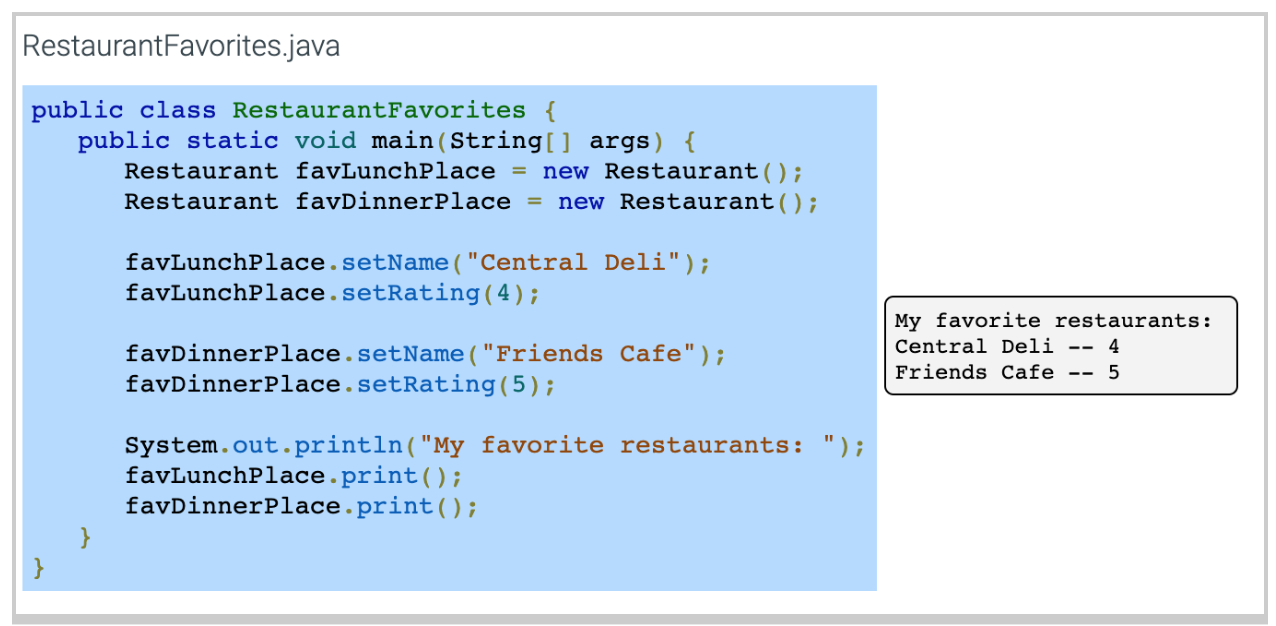 RestaurantFavorites.java
public class RestaurantFavorites {
   public static void main(String[] args) {
      Restaurant favLunchPlace = new Restaurant();
      Restaurant favDinnerPlace = new Restaurant();

      favLunchPlace.setName("Central Deli");
      favLunchPlace.setRating(4);

      favDinnerPlace.setName("Friends Cafe");
      favDinnerPlace.setRating(5);

      System.out.println("My favorite restaurants: ");
      favLunchPlace.print();
      favDinnerPlace.print();
   }
}
My favorite restaurants:
Central Deli -- 4
Friends Cafe -- 5